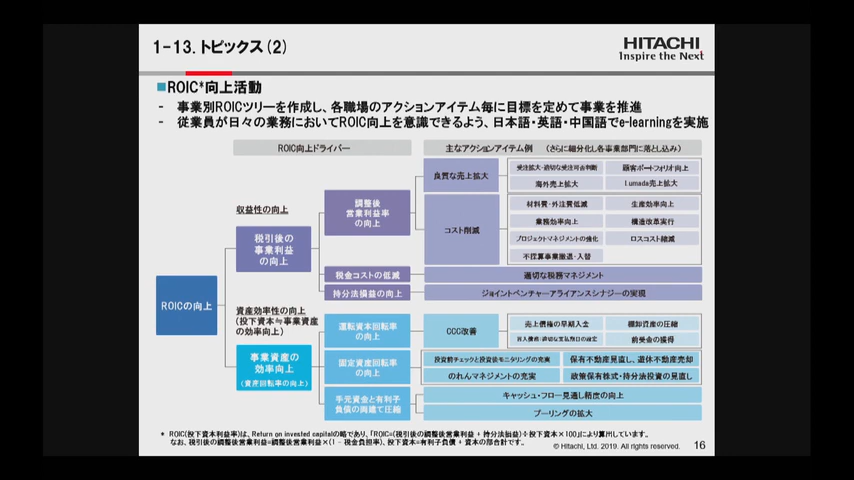 1-13. トピックス(2)
HITACHI
Inspire the Next
■ROIC*向上活動
- 事業別ROICツリーを作成し、各職場のアクションアイテム毎に目標を定めて事業を推進
- 従業員が日々の業務においてROIC向上を意識できるよう、日本語・英語・中国語でe-learningを実施
ROIC向上ドライバー
主なアクションアイテム例 (さらに細分化し各事業部門に落とし込み)
ROICの向上
収益性の向上
税引後の
事業利益
の向上
調整後
営業利益率
の向上
良質な売上拡大
受注拡大・適切な受注可否判断
顧客ポートフォリオ向上
海外売上拡大
Lumada売上拡大
コスト削減
材料費・外注費低減
生産効率向上
業務効率向上
構造改革実行
プロジェクトマネジメントの強化
ロスコスト縮減
不採算事業撤退・入替
税金コストの低減
適切な税務マネジメント
持分法損益の向上
ジョイントベンチャーアライアンスシナジーの実現
資産効率性の向上
(投下資本≒事業資産
の効率向上)
事業資産の
効率向上
(資産回転率の向上)
運転資本回転率
の向上
CCC改善
売上債権の早期入金
棚卸資産の圧縮
前受金の獲得
固定資産回転率
の向上
投資前チェックと投資後モニタリングの充実
保有不動産見直し、遊休不動産売却
のれんマネジメントの充実
政策保有株式・持分法投資の見直し
手元資金と有利子
負債の両建て圧縮
キャッシュ・フロー見通し精度の向上
プーリングの拡大
* ROIC(投下資本利益率)は、Return on invested capitalの略であり、「ROIC=(税引後の調整後営業利益 + 持分法損益)÷投下資本×100」により算出しています。
なお、税引後の調整後営業利益=調整後営業利益×(1 - 税金負担率)、投下資本=有利子負債 + 資本の部合計です。
© Hitachi, Ltd. 2019. All rights reserved.
16